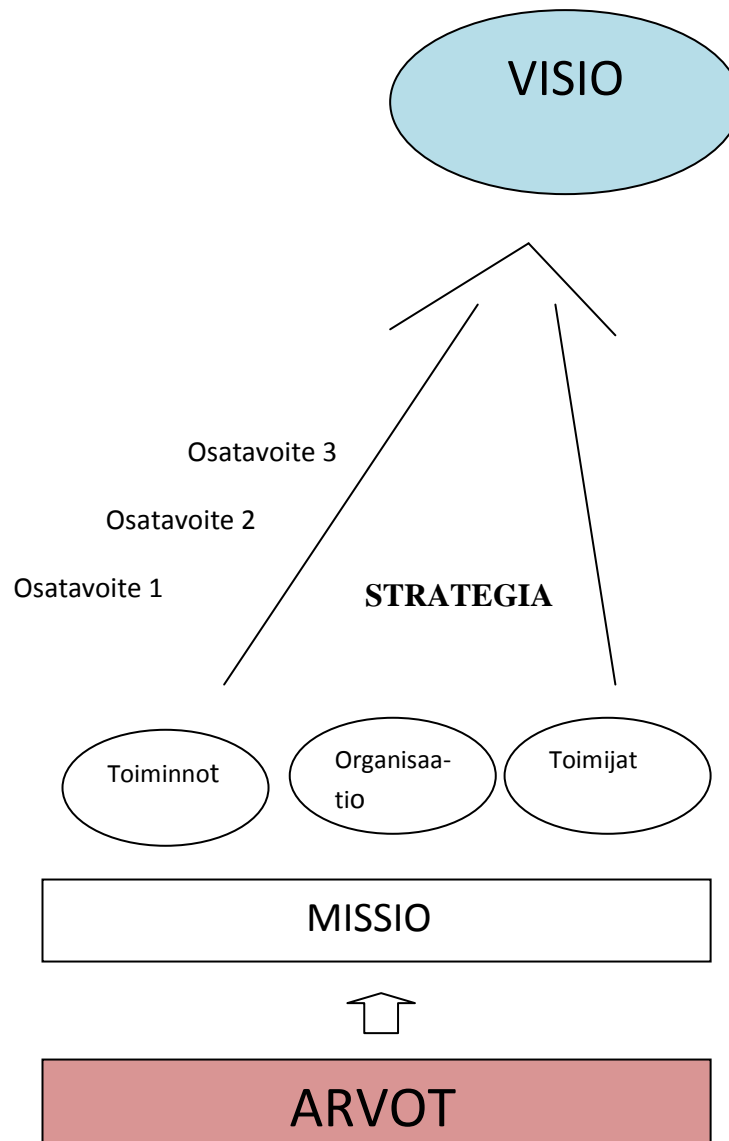 VISIO
Osatavoite 3
Osatavoite 2
Osatavoite 1
STRATEGIA
Toiminnot
Organisaa-
tio
Toimijat
MISSIO
ARVOT